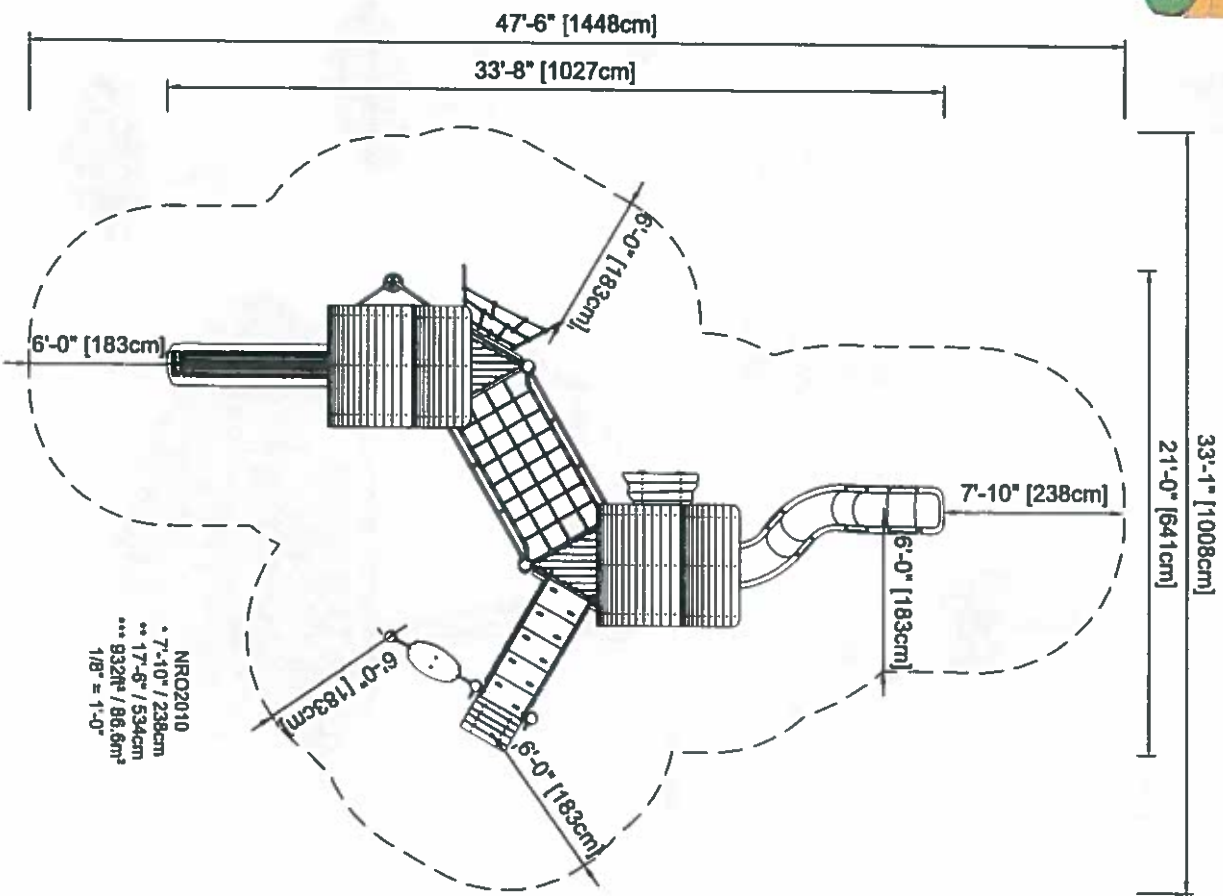 47'-6" [1448cm]
33'-8" [1027cm]
6'-0" [183cm]
6'-0" [183cm]
7'-10" [238cm]
6'-0" [183cm]
21'-0" [641cm]
33'-1" [1008cm]
6'-0" [183cm]
6'-0" [183cm]
NRO2010
* 7'-10" / 238cm
** 17'-6" / 534cm
*** 932ft² / 86.6m²
1/8" = 1'-0"